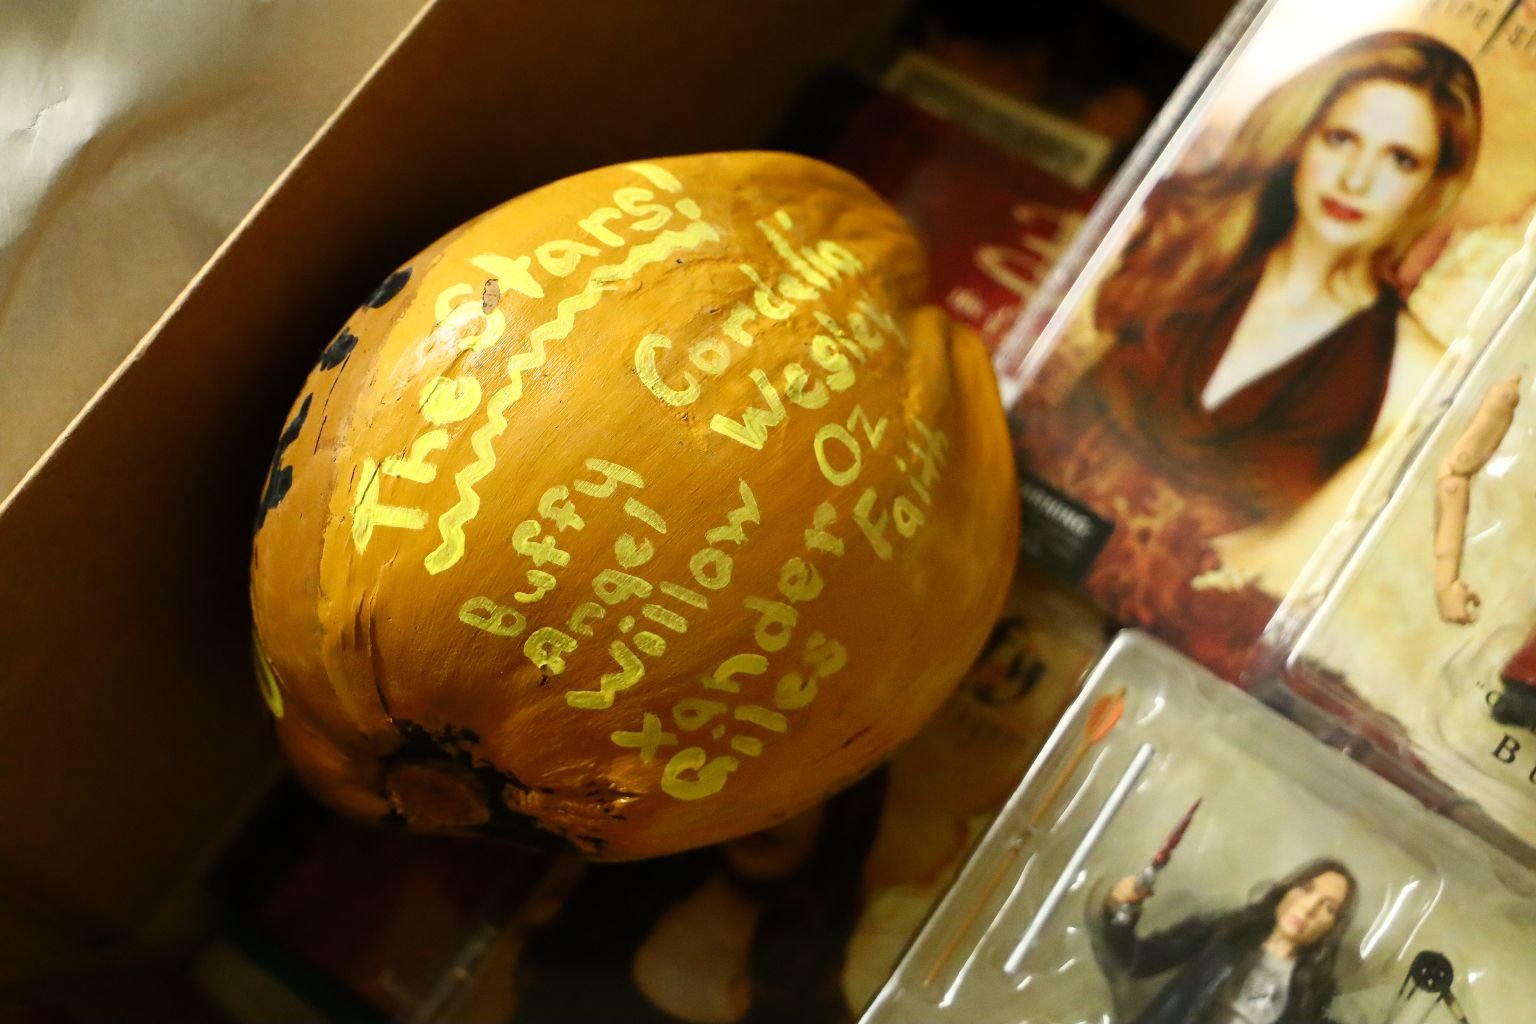 The Stars!
Buffy
Angel
Willow
Xander
Giles
Cordelia
Wesley
Oz
Faith